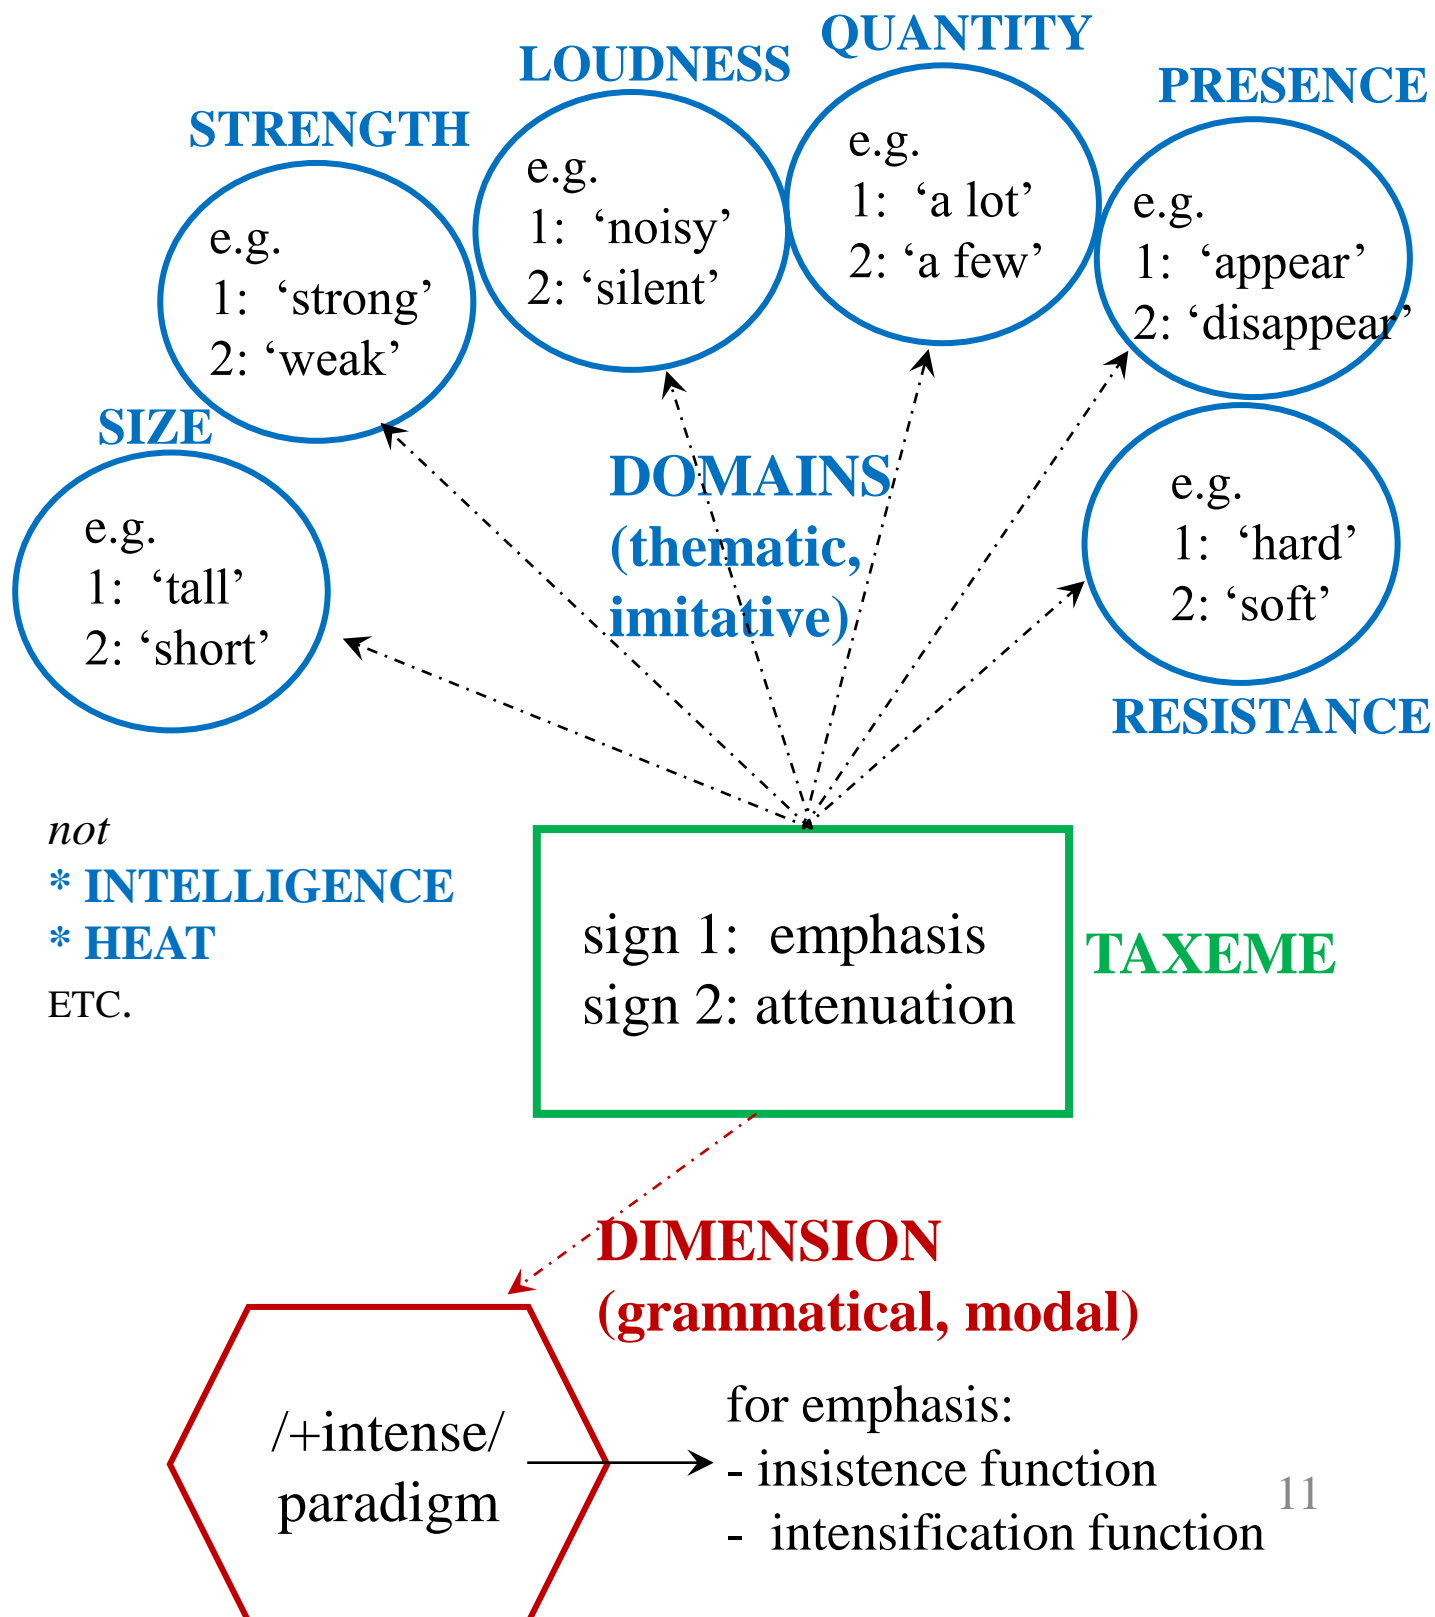 QUANTITY
LOUDNESS
PRESENCE
STRENGTH
e.g.
1:  ‘a lot’
2: ‘a few’
e.g.
1:  ‘noisy’
2: ‘silent’
e.g.
1:  ‘appear’
2: ‘disappear’
e.g.
1:  ‘strong’
2: ‘weak’
SIZE
e.g.
1:  ‘tall’
2: ‘short’
DOMAINS
(thematic,
imitative)
e.g.
1:  ‘hard’
2: ‘soft’
RESISTANCE
not
* INTELLIGENCE
* HEAT
ETC.
sign 1:  emphasis
sign 2: attenuation
TAXEME
DIMENSION
(grammatical, modal)
/+intense/
paradigm
for emphasis:
- insistence function
-  intensification function
11